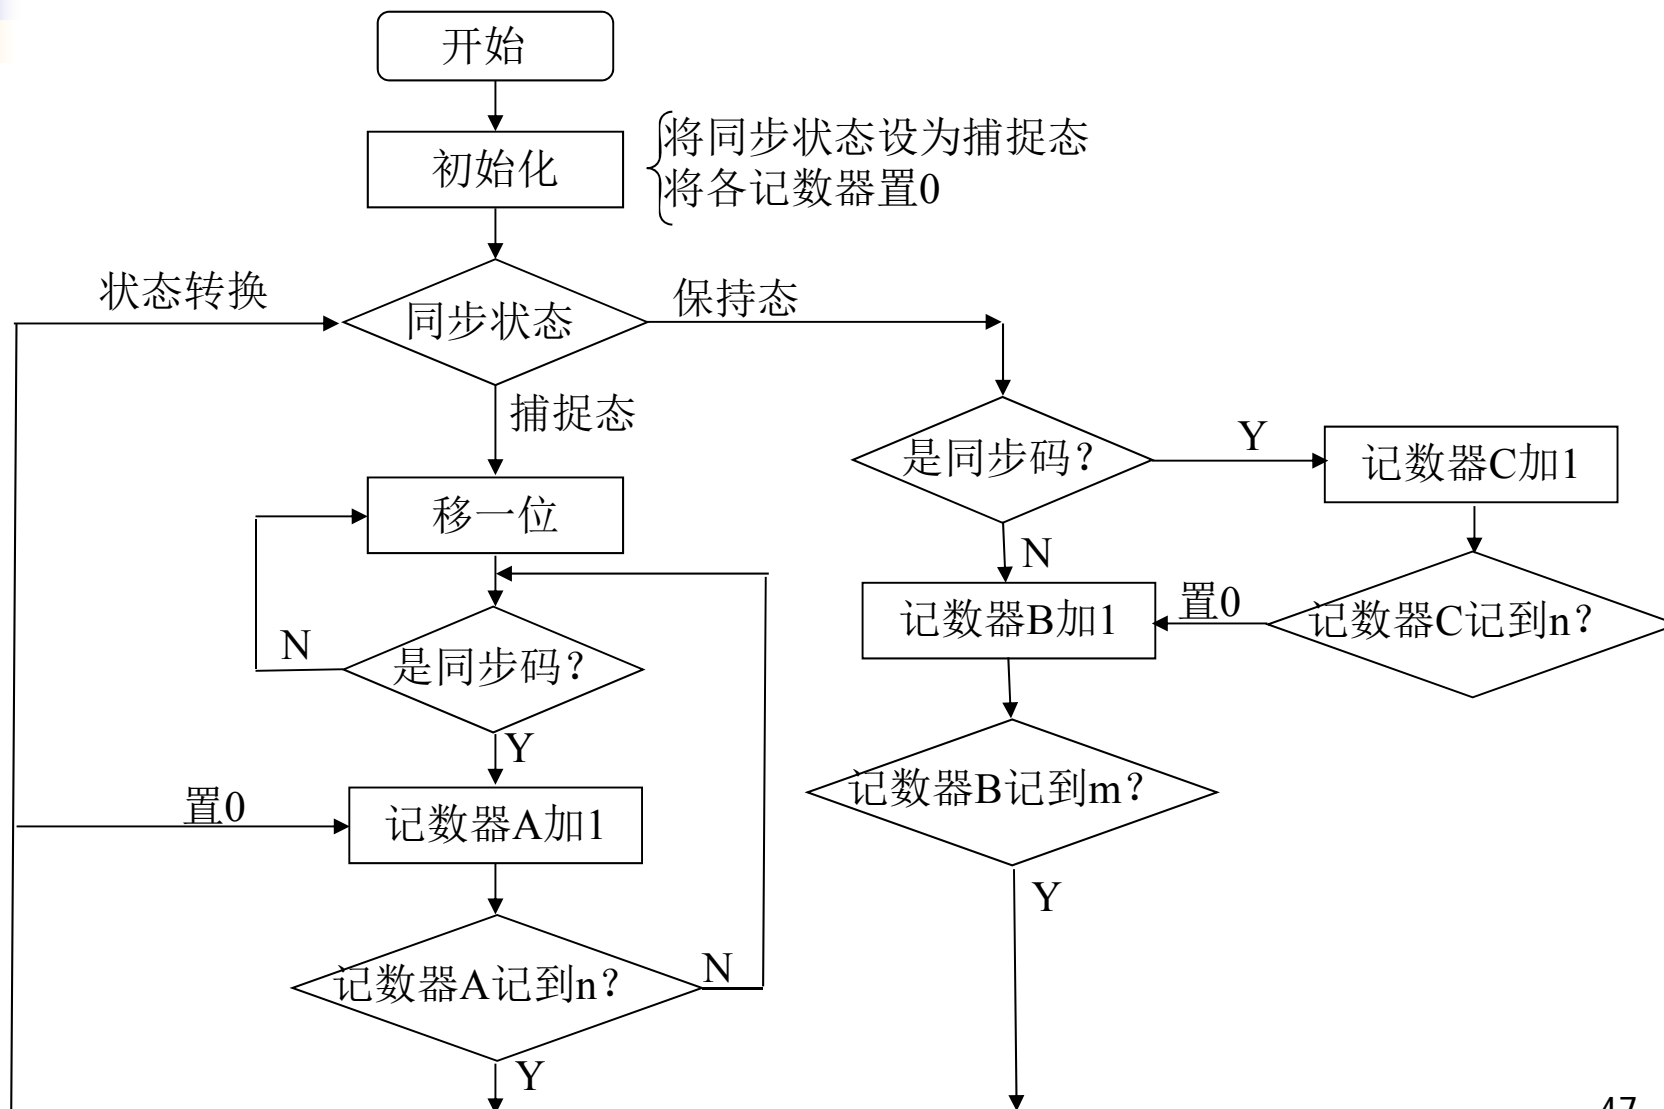 开始
初始化
将同步状态设为捕捉态
将各记数器置0
状态转换
同步状态
保持态
捕捉态
是同步码？
Y
记数器C加1
移一位
N
记数器B加1
置0
记数器C记到n？
N
是同步码？
Y
置0
记数器A加1
记数器B记到m？
Y
记数器A记到n？
N
Y
47